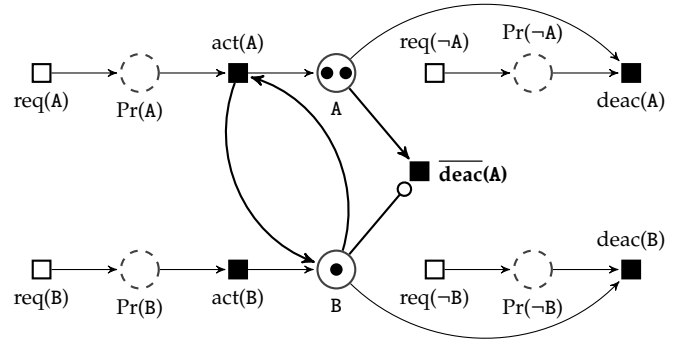 act(A)
req(¬A)
Pr(¬A)
req(A)
Pr(A)
A
deac(A)
deac(A)
deac(B)
req(B)
Pr(B)
act(B)
B
req(¬B)
Pr(¬B)